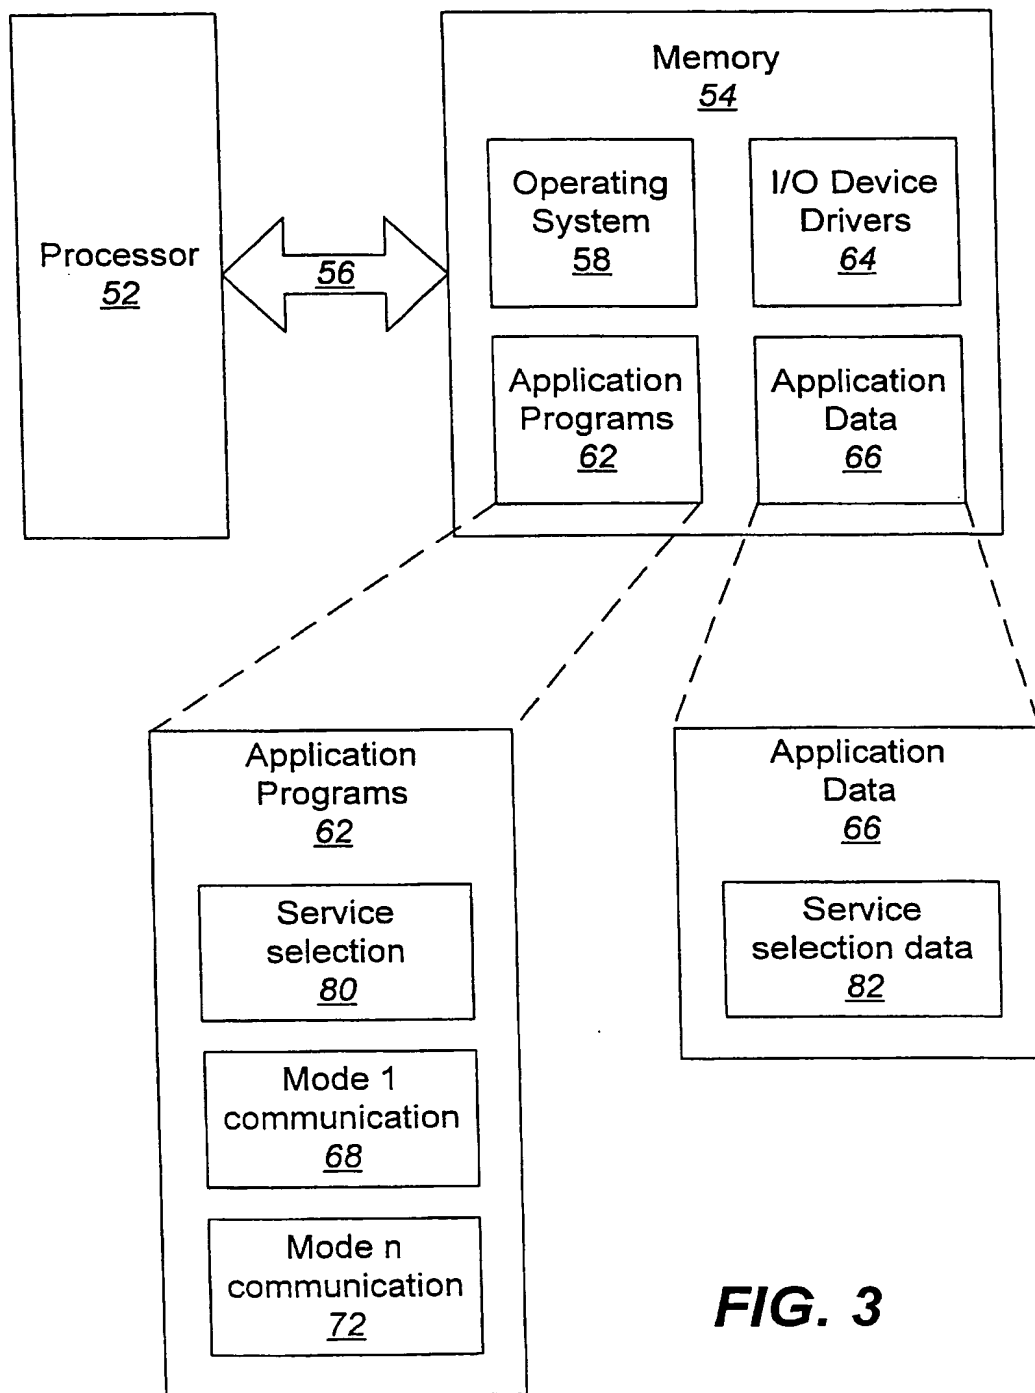 Memory
54
Operating
System
58
I/O Device
Drivers
64
Processor
52
56
Application
Programs
62
Application
Data
66
Application
Programs
62
Service
selection
80
Mode 1
communication
68
Mode n
communication
72
Application
Data
66
Service
selection data
82
FIG. 3